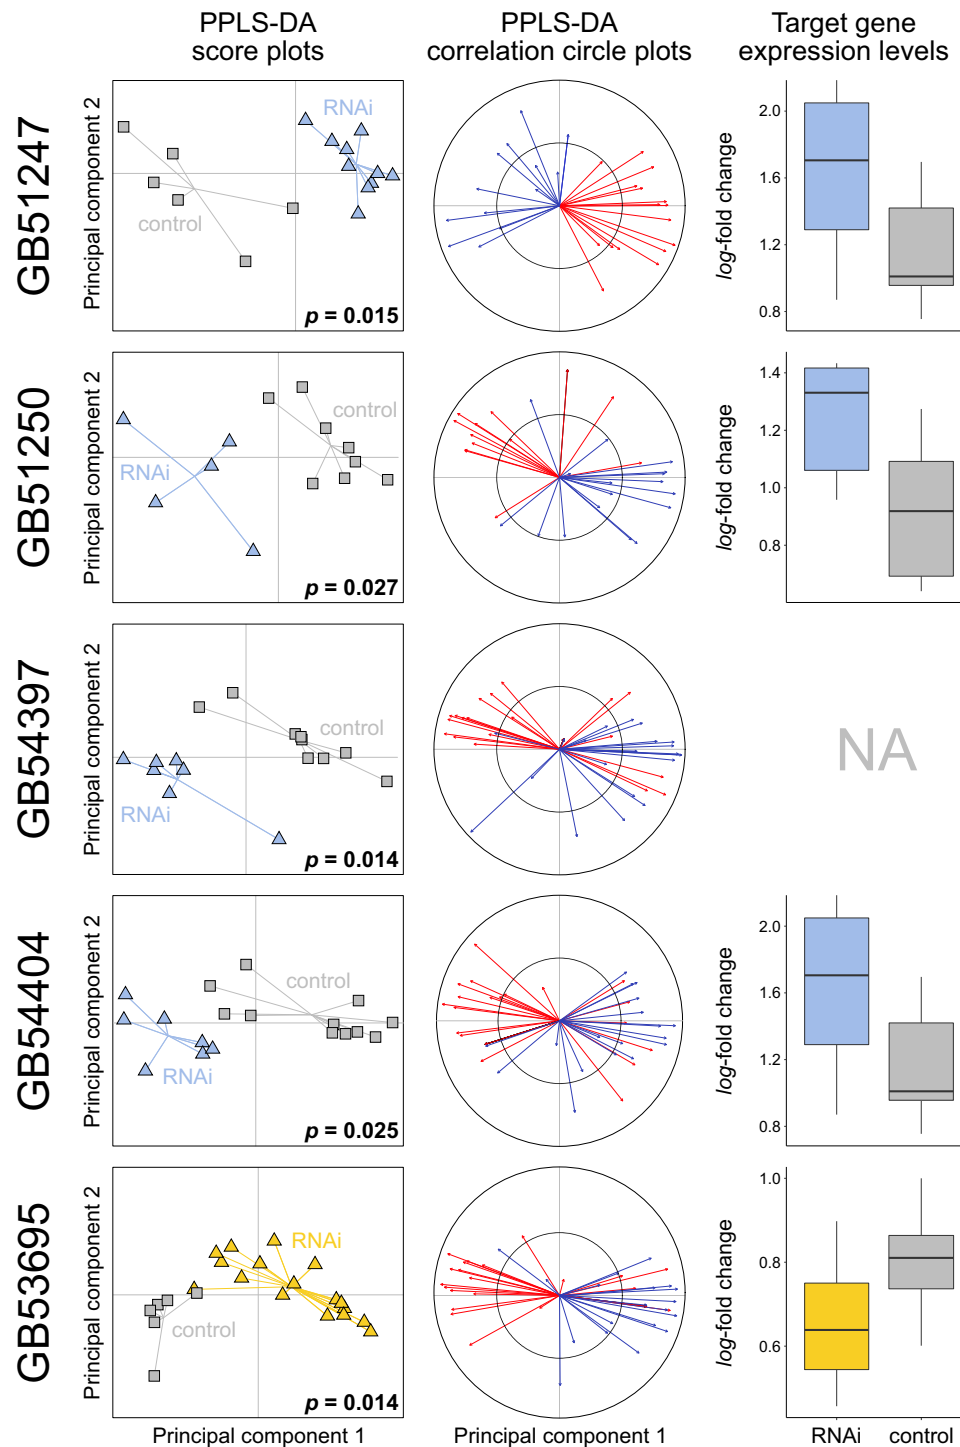 PPLS-DA
score plots
PPLS-DA
correlation circle plots
Target gene
expression levels
GB51247
Principal component 2
RNAi
control
p = 0.015
log-fold change
2.0
1.6
1.2
0.8
GB51250
Principal component 2
control
RNAi
p = 0.027
log-fold change
1.4
1.2
1.0
0.8
GB54397
Principal component 2
control
RNAi
p = 0.014
NA
GB54404
Principal component 2
control
RNAi
p = 0.025
log-fold change
2.0
1.6
1.2
0.8
GB53695
Principal component 2
RNAi
control
p = 0.014
log-fold change
1.0
0.8
0.6
Principal component 1
Principal component 1
RNAi
control